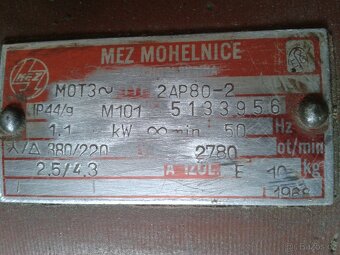 MEZ
MEZ MOHELNICE
MOT3~ 2AP80-2
IP44/g M101 5133956
1.1 kW ∞ min 50 Hz
⅄/△ 380/220 2780 ot/min
2.5/4,3 A IZOL. E 10 kg